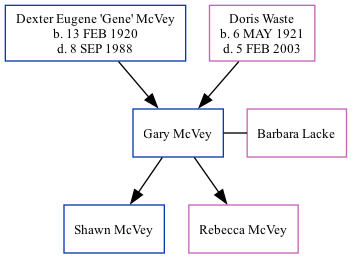 Dexter Eugene 'Gene' McVey
b. 13 FEB 1920
d. 8 SEP 1988
Doris Waste
b. 6 MAY 1921
d. 5 FEB 2003
Gary McVey
Barbara Lacke
Shawn McVey
Rebecca McVey